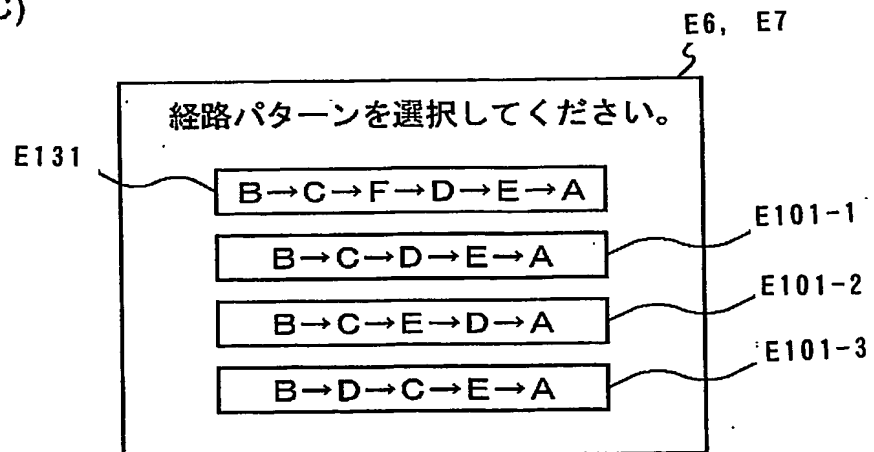 C)
E6, E7
経路パターンを選択してください。
E131
B→C→F→D→E→A
E101-1
B→C→D→E→A
E101-2
B→C→E→D→A
E101-3
B→D→C→E→A